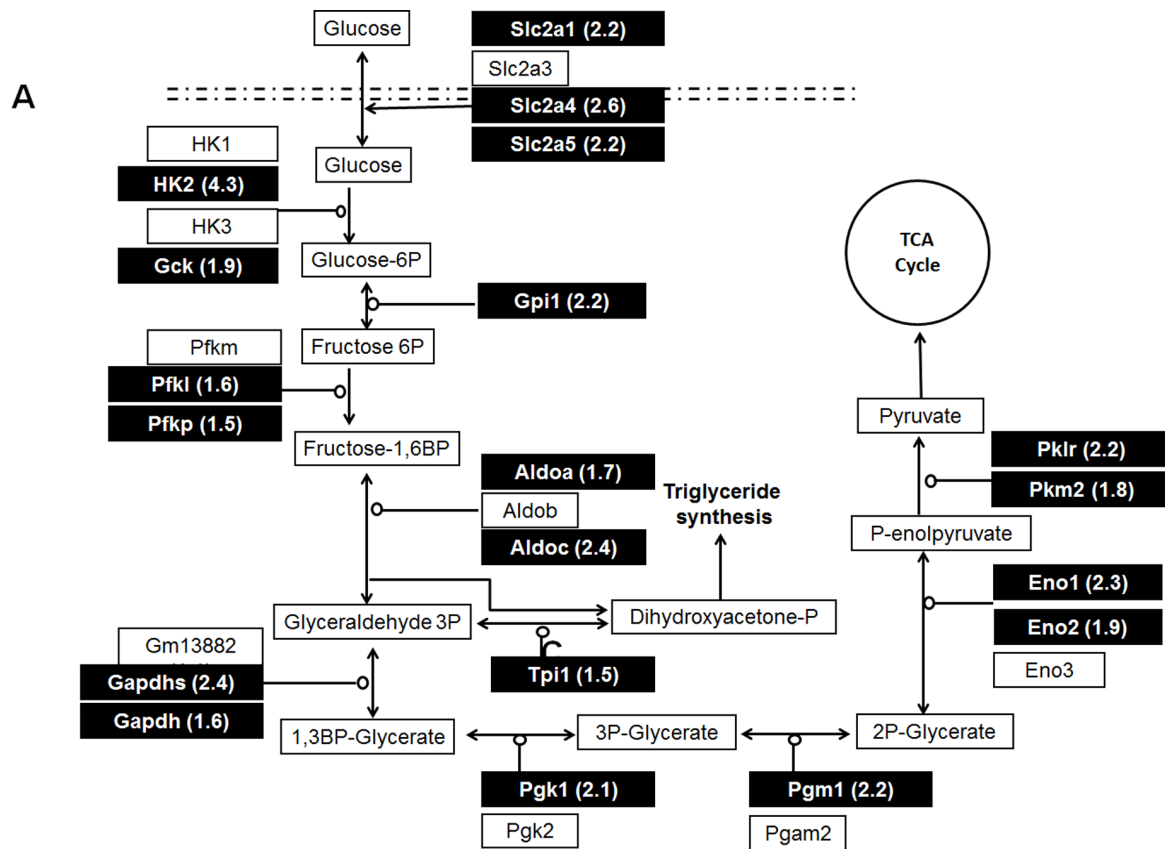 A
Glucose
Slc2a1 (2.2)
Slc2a3
Slc2a4 (2.6)
Slc2a5 (2.2)
HK1
HK2 (4.3)
HK3
Gck (1.9)
Glucose
Glucose-6P
Gpi1 (2.2)
TCA
Cycle
Pfkm
Pfkl (1.6)
Pfkp (1.5)
Fructose 6P
Fructose-1,6BP
Pyruvate
Pklr (2.2)
Pkm2 (1.8)
Aldoa (1.7)
Aldob
Aldoc (2.4)
Triglyceride
synthesis
P-enolpyruvate
Eno1 (2.3)
Eno2 (1.9)
Eno3
Glyceraldehyde 3P
Dihydroxyacetone-P
Tpi1 (1.5)
Gm13882
Gapdhs (2.4)
Gapdh (1.6)
1,3BP-Glycerate
3P-Glycerate
2P-Glycerate
Pgk1 (2.1)
Pgk2
Pgm1 (2.2)
Pgam2